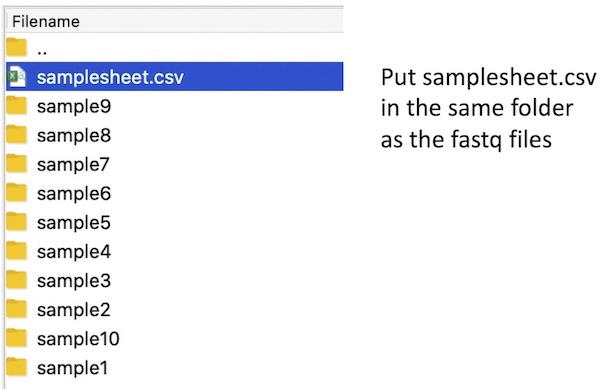 Filename
..
samplesheet.csv
sample9
sample8
sample7
sample6
sample5
sample4
sample3
sample2
sample10
sample1
Put samplesheet.csv
in the same folder
as the fastq files